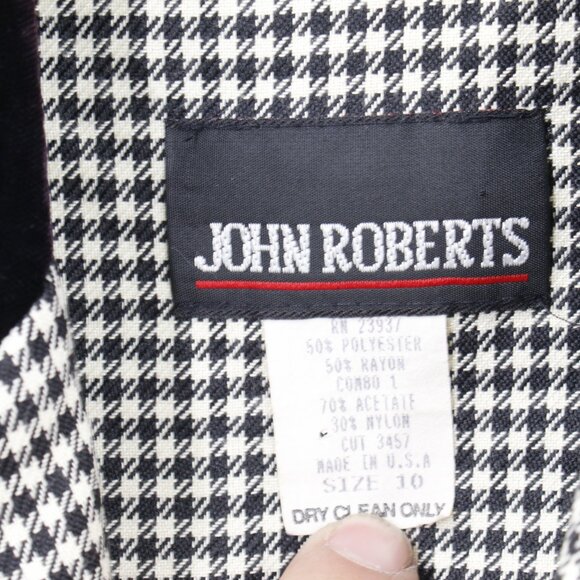 JOHN ROBERTS
RN 23937
50% POLYESTER
50% RAYON
COMBO 1
70% ACETATE
30% NYLON
CUT 3457
MADE IN U.S.A
SIZE 10
DRY CLEAN ONLY